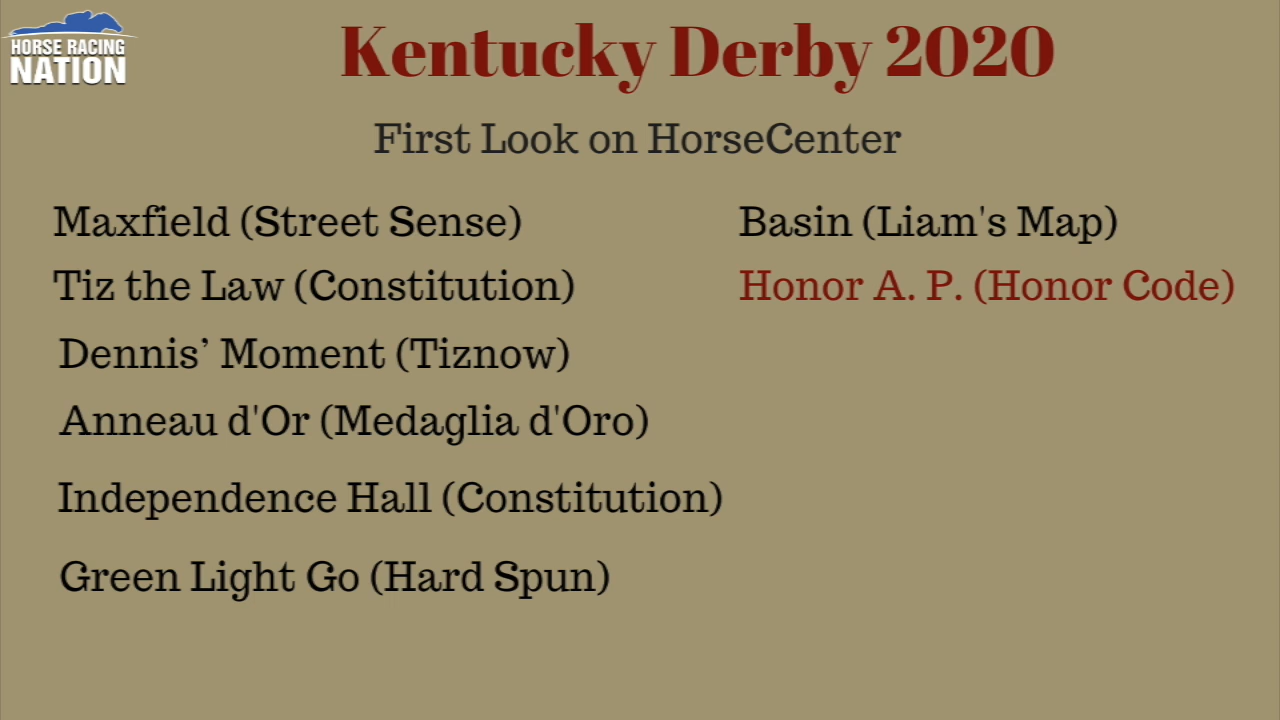 HORSE RACING
NATION
Kentucky Derby 2020
First Look on HorseCenter
Maxfield (Street Sense)
Tiz the Law (Constitution)
Dennis’ Moment (Tiznow)
Anneau d'Or (Medaglia d'Oro)
Independence Hall (Constitution)
Green Light Go (Hard Spun)
Basin (Liam's Map)
Honor A. P. (Honor Code)